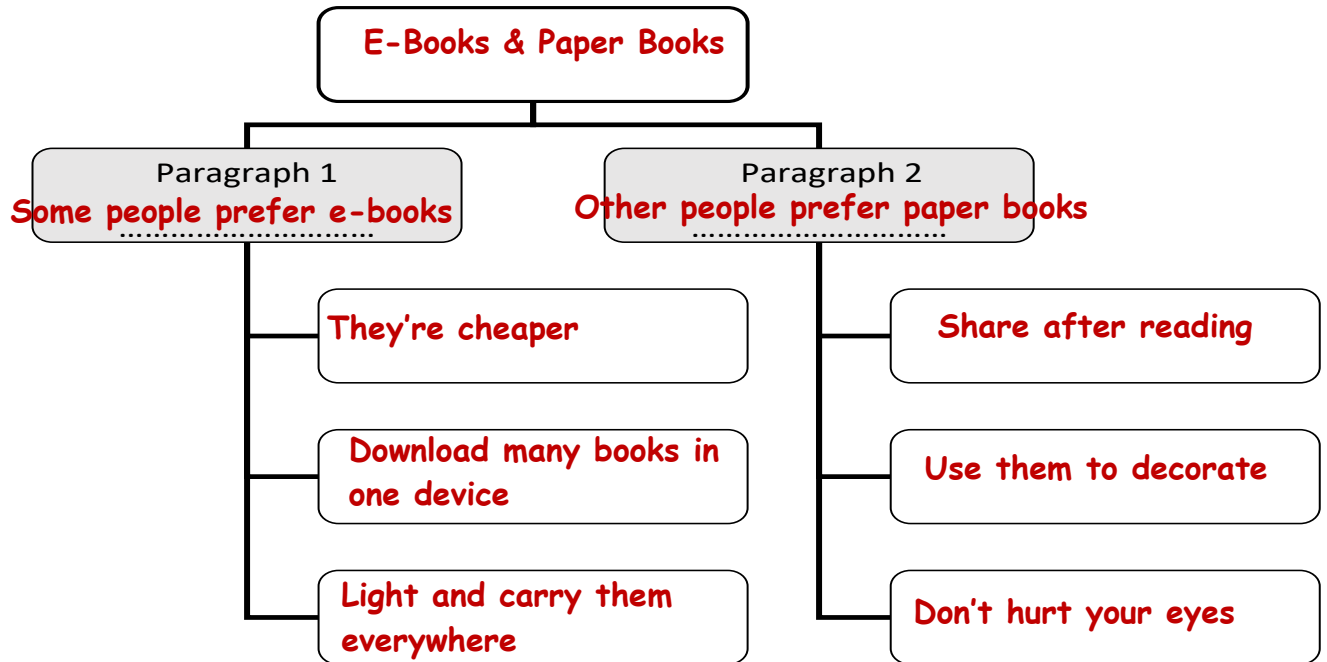 E-Books & Paper Books
Paragraph 1
Some people prefer e-books
..............................
They're cheaper
Download many books in
one device
Light and carry them
everywhere
Paragraph 2
Other people prefer paper books
..............................
Share after reading
Use them to decorate
Don't hurt your eyes